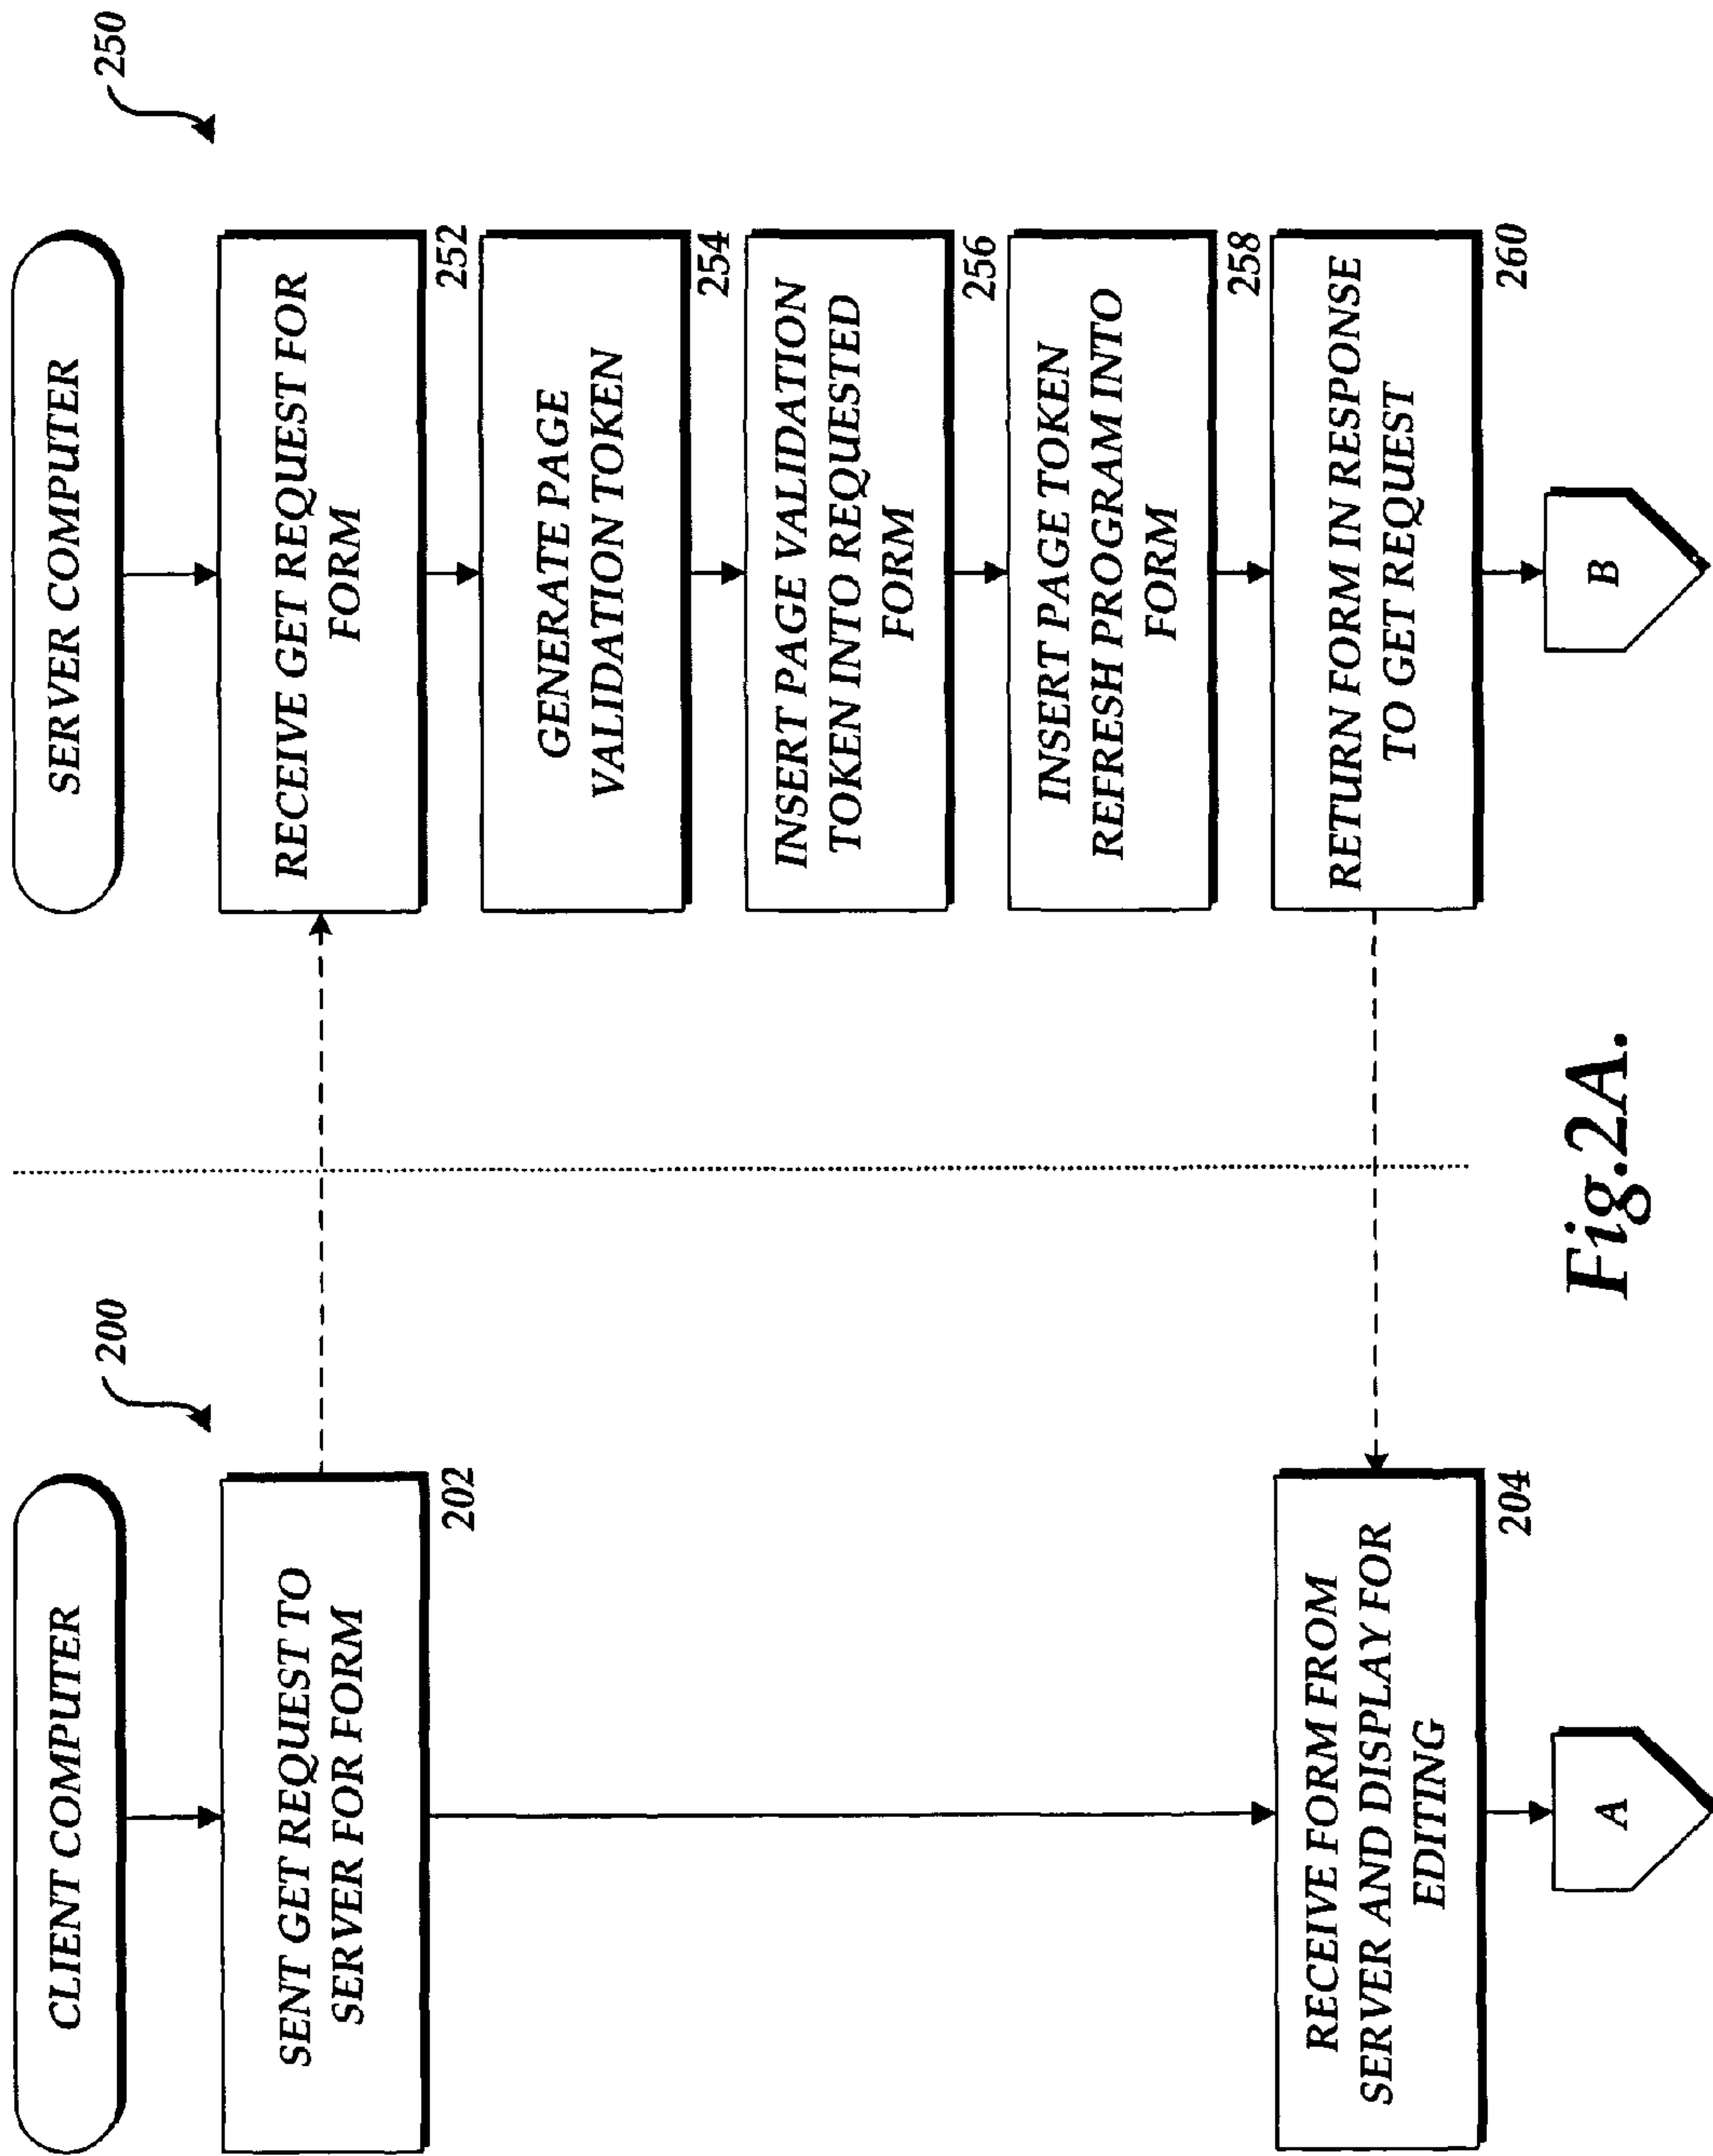 CLIENT COMPUTER
200
SENT GET REQUEST TO
SERVER FOR FORM
202
RECEIVE FORM FROM
SERVER AND DISPLAY FOR
EDITING
204
A
SERVER COMPUTER
250
RECEIVE GET REQUEST FOR
FORM
252
GENERATE PAGE
VALIDATION TOKEN
254
INSERT PAGE VALIDATION
TOKEN INTO REQUESTED
FORM
256
INSERT PAGE TOKEN
REFRESH PROGRAM INTO
FORM
258
RETURN FORM IN RESPONSE
TO GET REQUEST
260
B
Fig.2A.